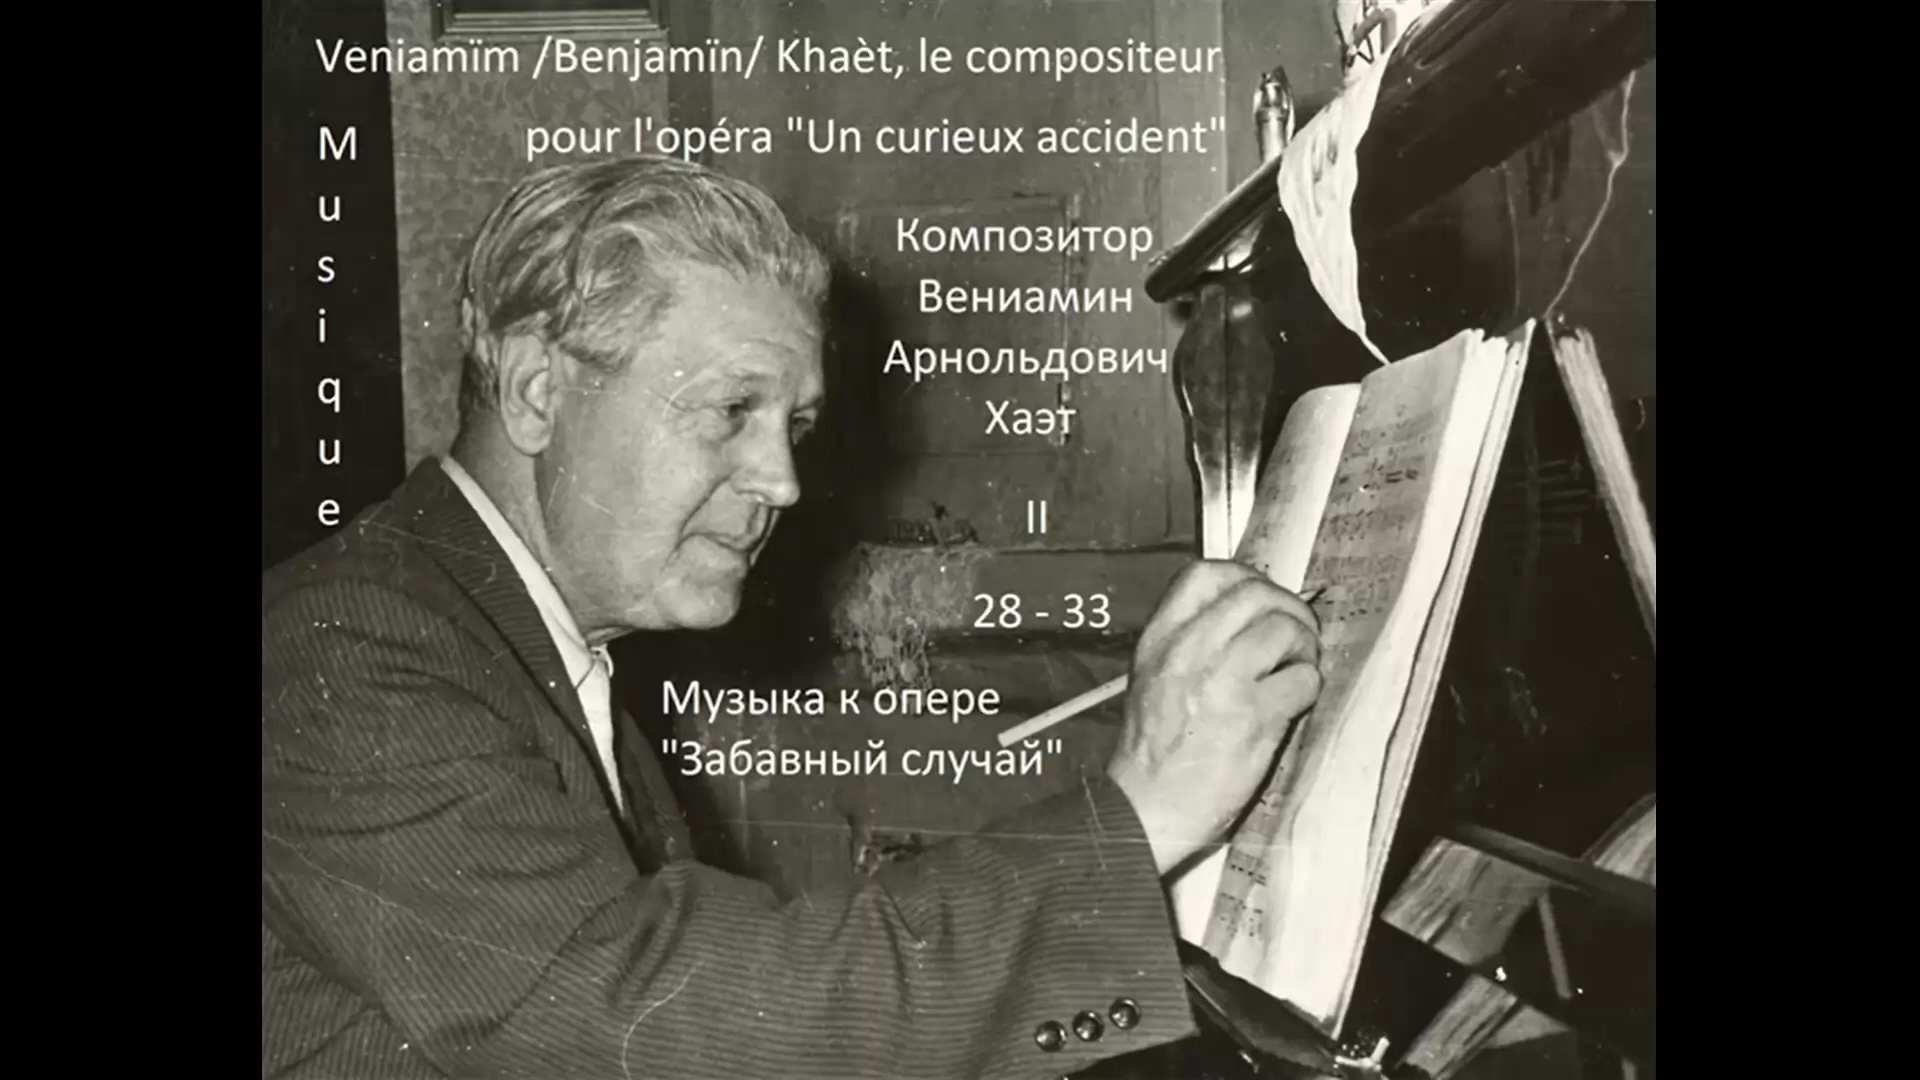 Veniamïm /Benjamïn/ Khaèt, le compositeur
pour l'opéra "Un curieux accident"
M
u
s
i
q
u
e
Композитор
Вениамин
Арнольдович
Хаэт
II
28 - 33
Музыка к опере
"Забавный случай"